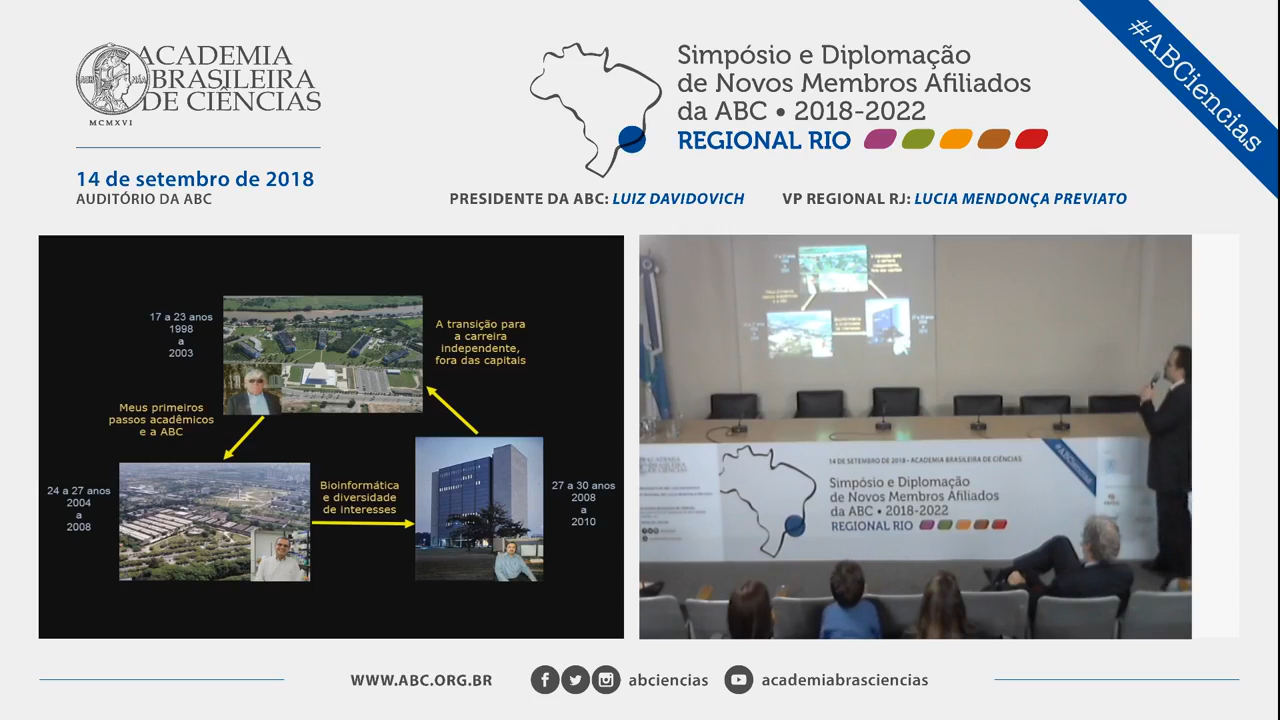 ACADEMIA
BRASILEIRA
DE CIÊNCIAS
MCMXVI
14 de setembro de 2018
AUDITÓRIO DA ABC
Simpósio e Diplomação
de Novos Membros Afiliados
da ABC • 2018-2022
REGIONAL RIO
#ABCiencias
PRESIDENTE DA ABC: LUIZ DAVIDOVICH
VP REGIONAL RJ: LUCIA MENDONÇA PREVIATO
17 a 23 anos
1998
a
2003
A transição para
a carreira
independente,
fora das capitais
Meus primeiros
passos acadêmicos
e a ABC
24 a 27 anos
2004
a
2008
Bioinformática
e diversidade
de interesses
27 a 30 anos
2008
a
2010
14 DE SETEMBRO DE 2018 • ACADEMIA BRASILEIRA DE CIÊNCIAS
Simpósio e Diplomação
de Novos Membros Afiliados
da ABC • 2018-2022
REGIONAL RIO
WWW.ABC.ORG.BR
abciencias
academiabrasciencias